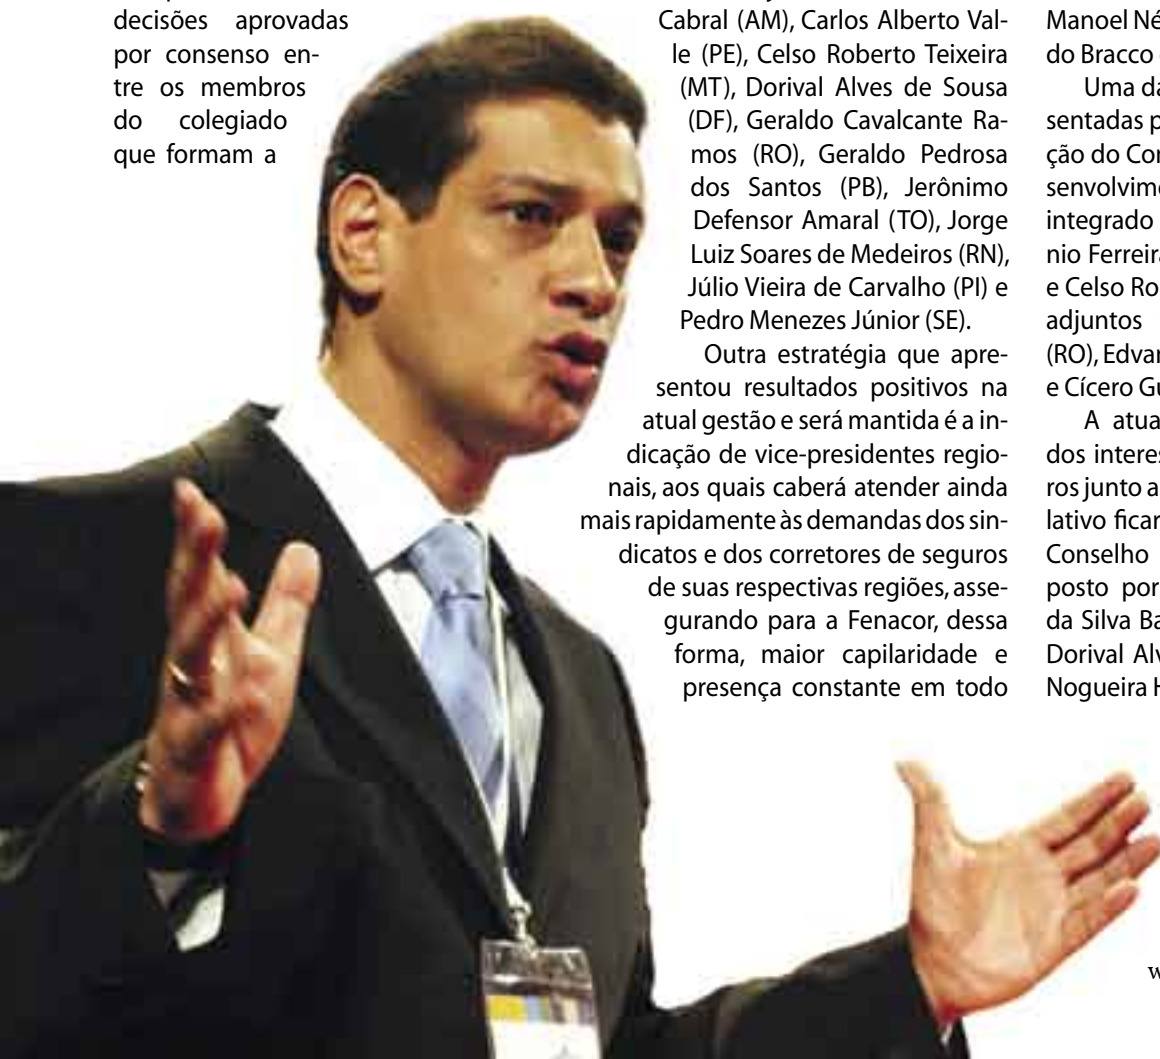 decisões aprovadas
por consenso en-
tre os membros
do colegiado
que formam a
Cabral (AM), Carlos Alberto Val-
le (PE), Celso Roberto Teixeira
(MT), Dorival Alves de Sousa
(DF), Geraldo Cavalcante Ra-
mos (RO), Geraldo Pedrosa
dos Santos (PB), Jerônimo
Defensor Amaral (TO), Jorge
Luiz Soares de Medeiros (RN),
Júlio Vieira de Carvalho (PI) e
Pedro Menezes Júnior (SE).
Outra estratégia que apre-
sentou resultados positivos na
atual gestão e será mantida é a in-
dicação de vice-presidentes regio-
nais, aos quais caberá atender ainda
mais rapidamente às demandas dos sin-
dicatos e dos corretores de seguros
de suas respectivas regiões, asse-
gurando para a Fenacor, dessa
forma, maior capilaridade e
presença constante em todo
Manoel Né
do Bracco
Uma da
sentadas p
ção do Con
senvolvime
integrado
nio Ferreira
e Celso Ro
adjuntos
(RO), Edvar
e Cícero Gu
A atua
dos interes
ros junto a
lativo ficar
Conselho
posto por
da Silva Ba
Dorival Alv
Nogueira H
w